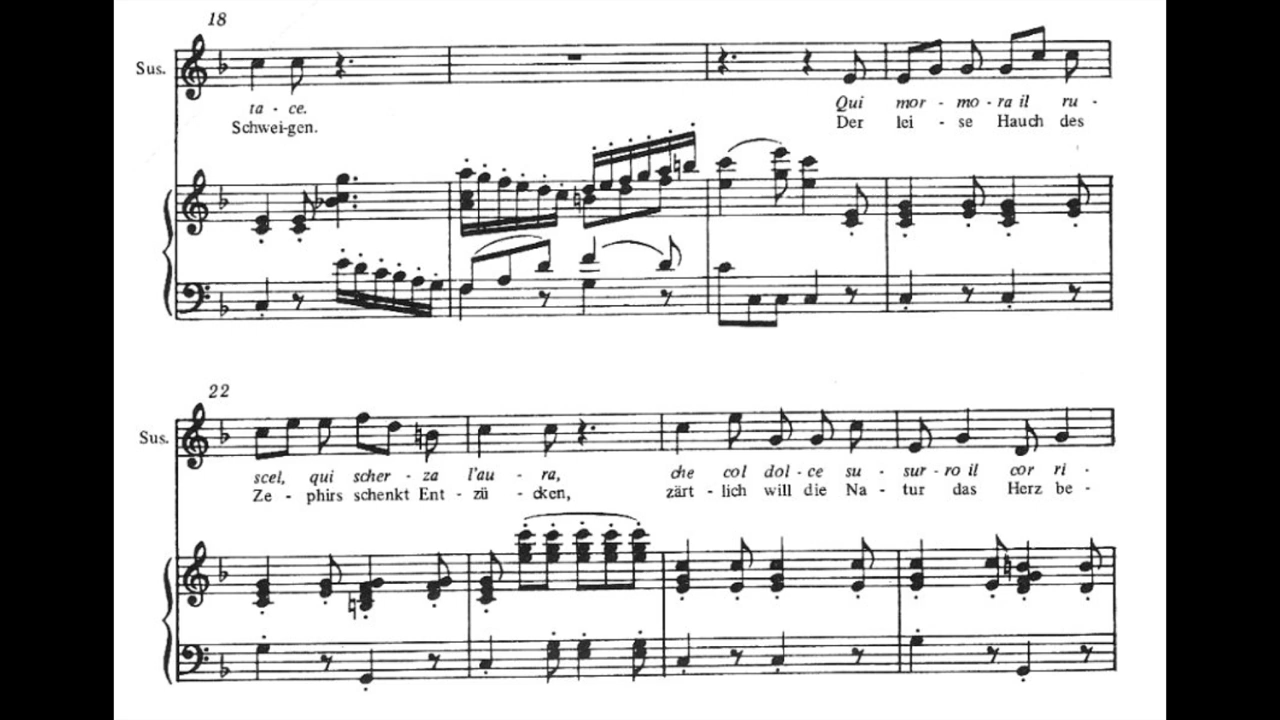 18
Sus.
ta - ce.
Qui mor - mo - ra il ru -
Schwei-gen.
Der lei - se Hauch des
22
Sus.
scel, qui scher - za l'au - ra, che col dol - ce su - sur - ro il cor ri -
Ze - phirs schenkt Ent - zü - cken, zärt - lich will die Na - tur das Herz be -